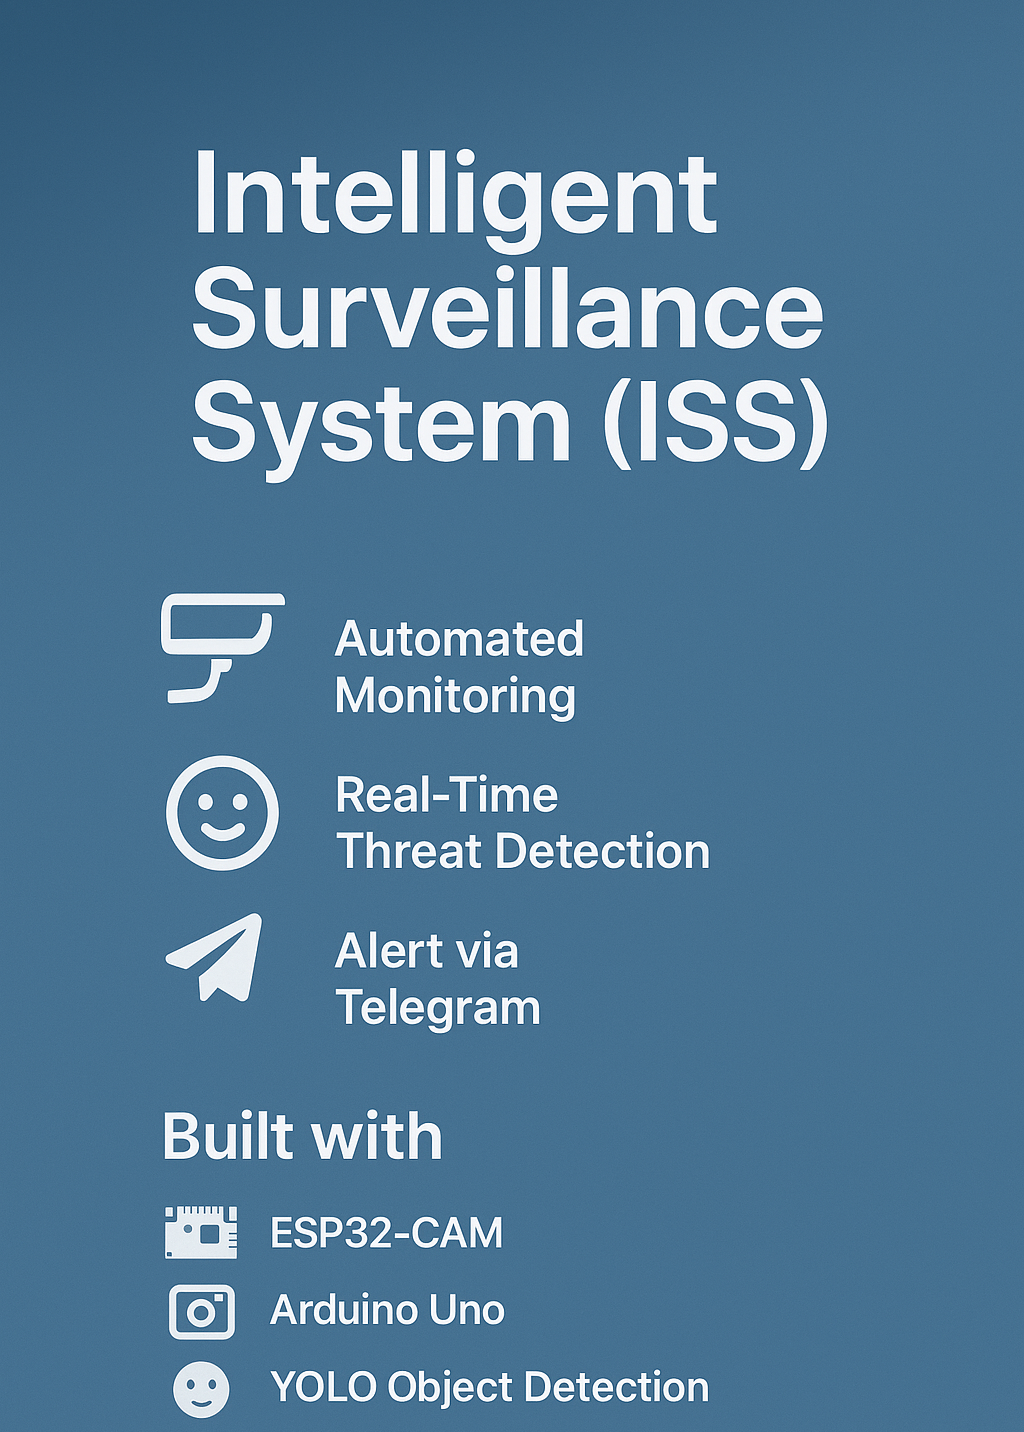 Intelligent
Surveillance
System (ISS)
Automated
Monitoring
Real-Time
Threat Detection
Alert via
Telegram
Built with
ESP32-CAM
Arduino Uno
YOLO Object Detection